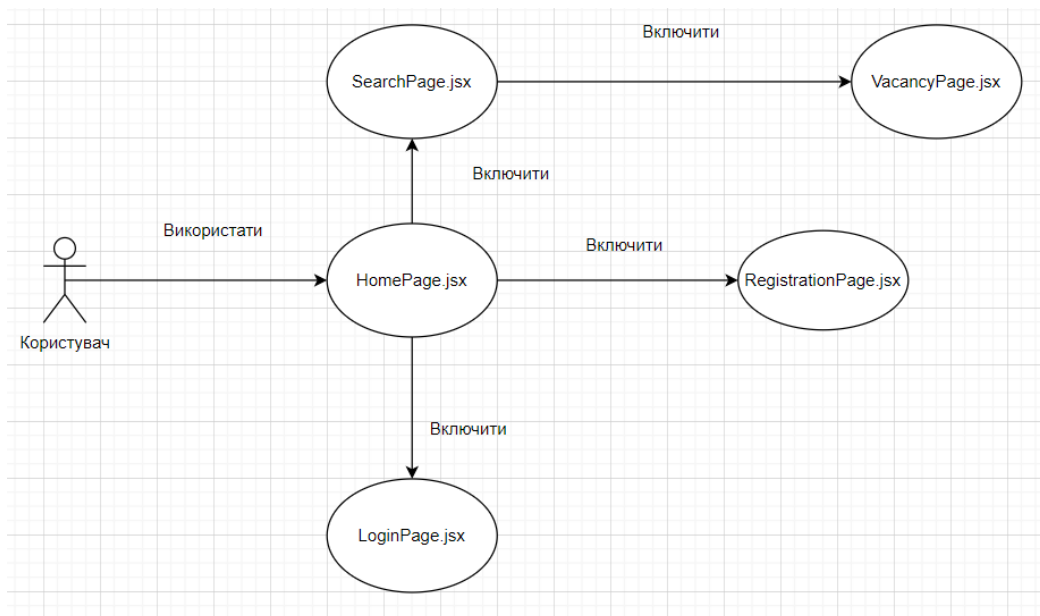 Включити
SearchPage.jsx
VacancyPage.jsx
Включити
Використати
Включити
HomePage.jsx
RegistrationPage.jsx
Користувач
Включити
LoginPage.jsx